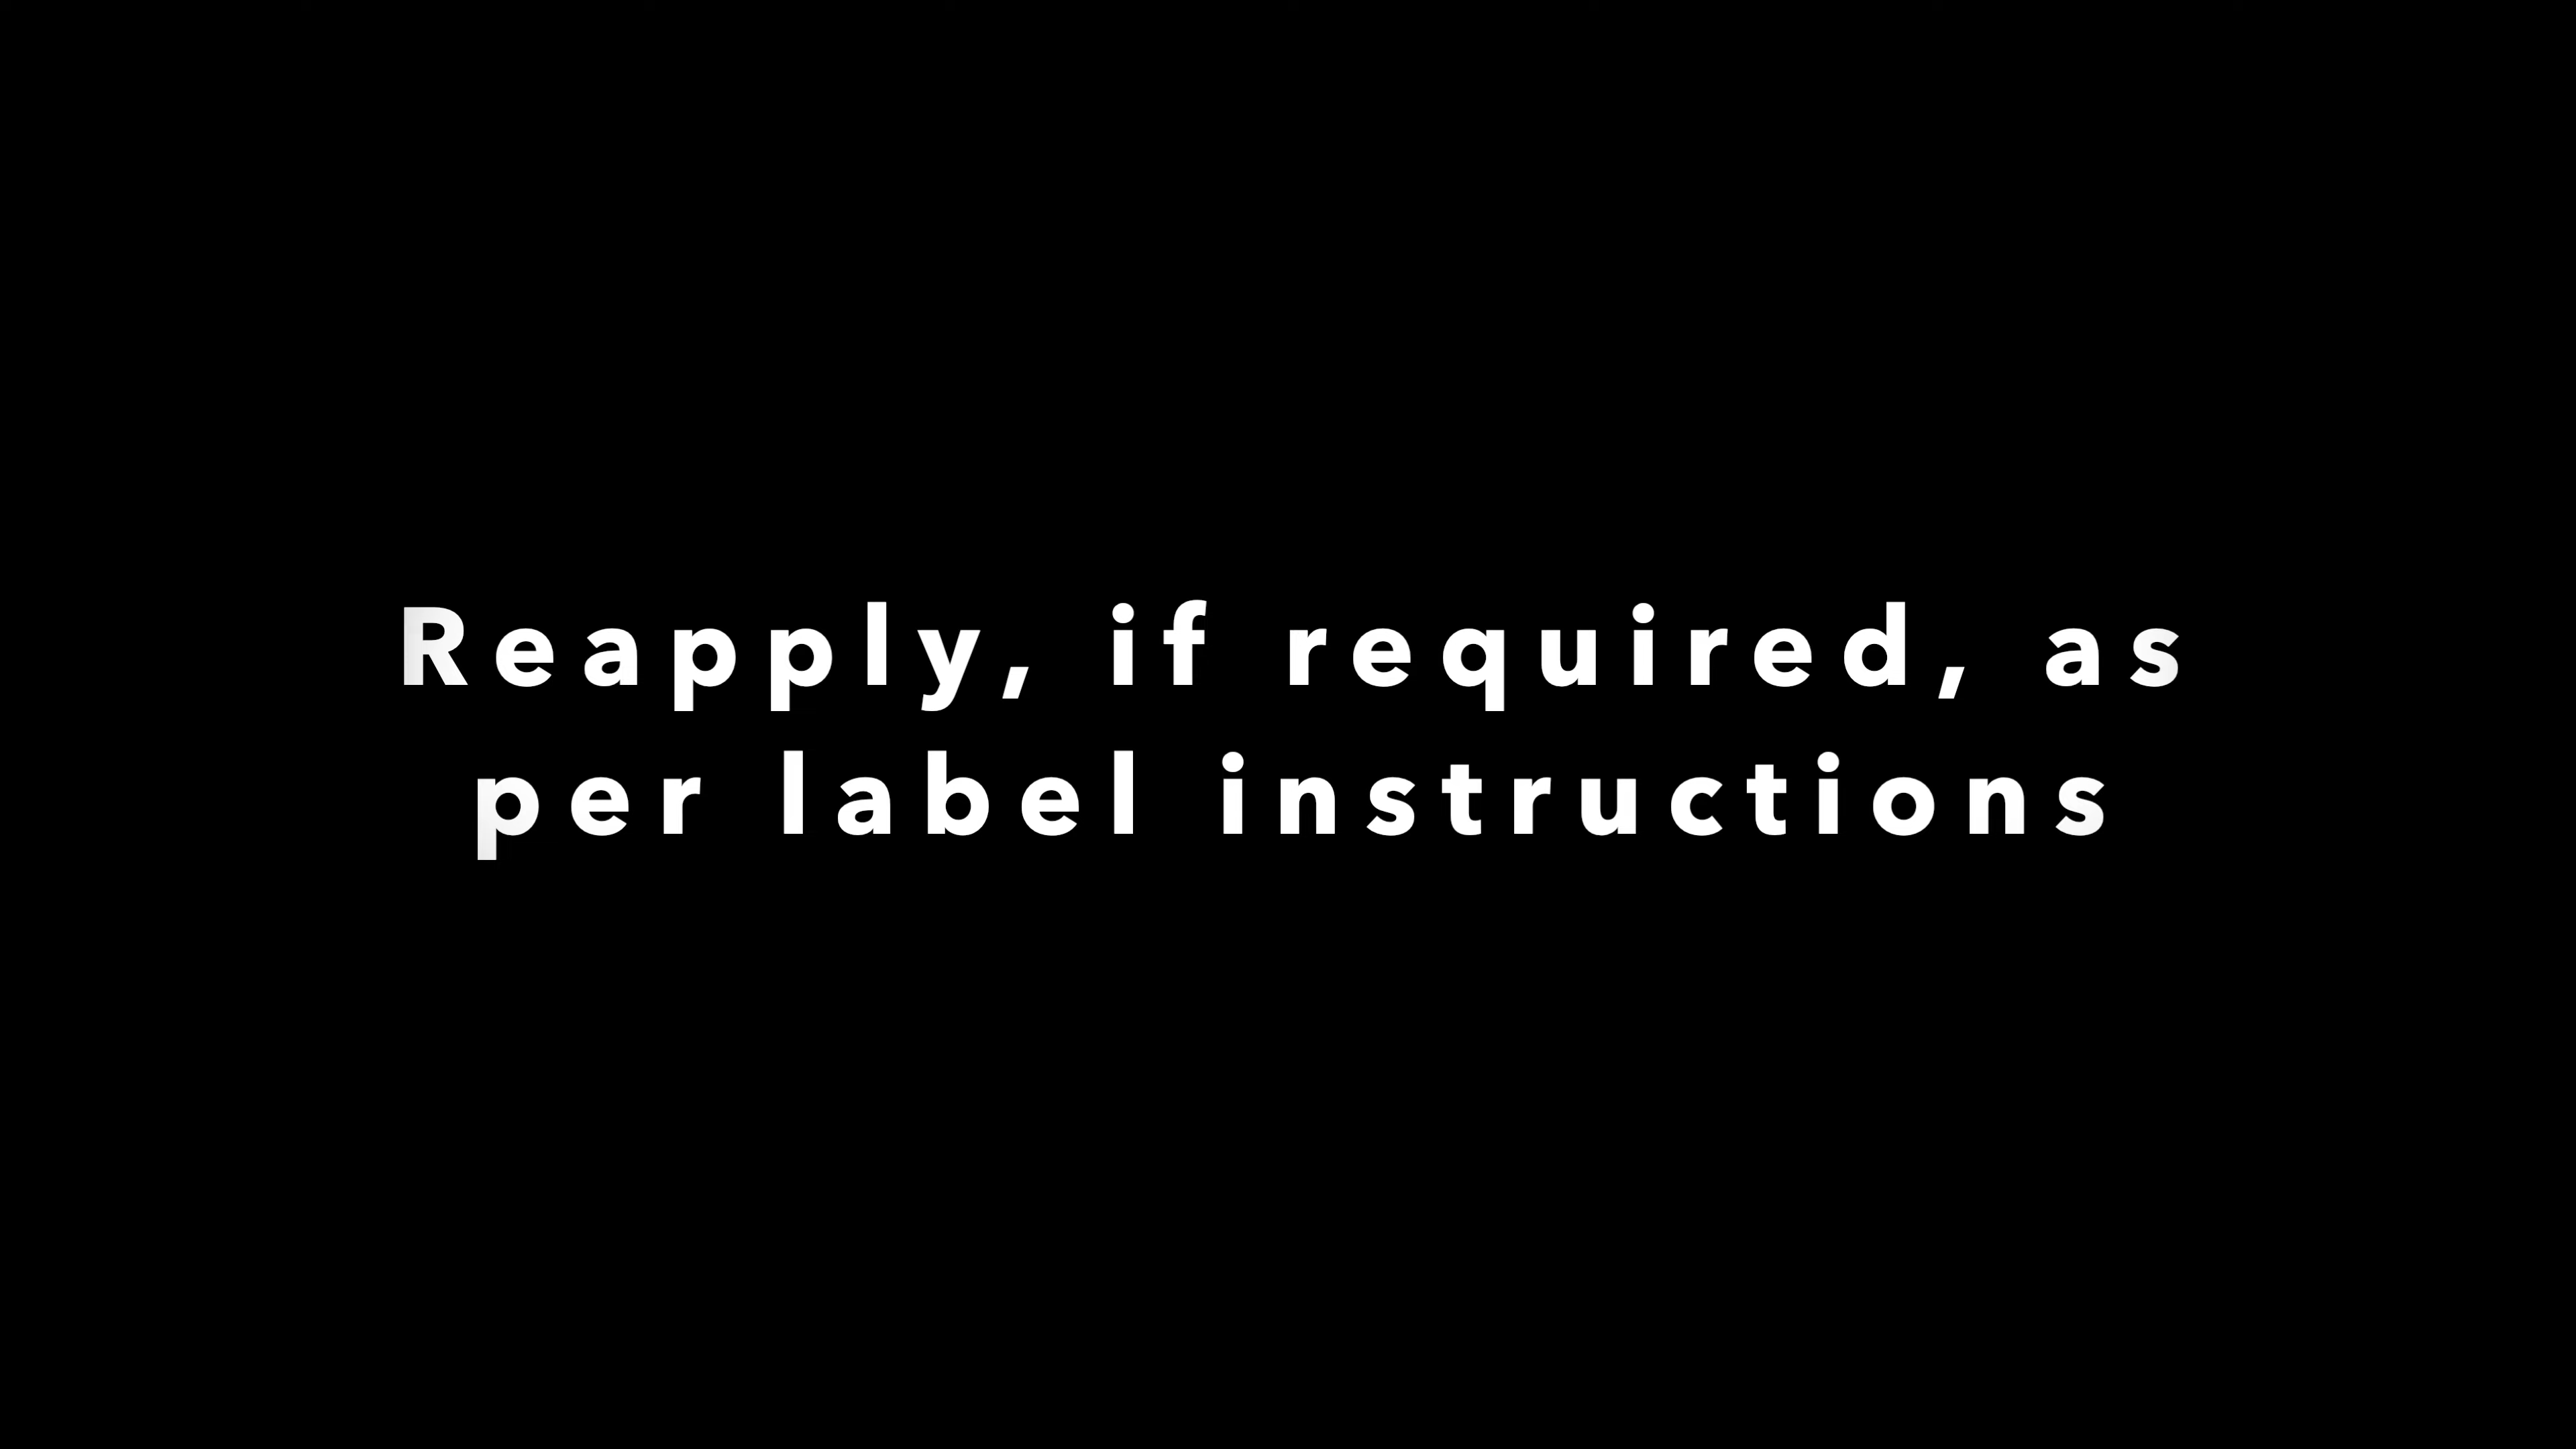 Reapply, if required, as
per label instructions